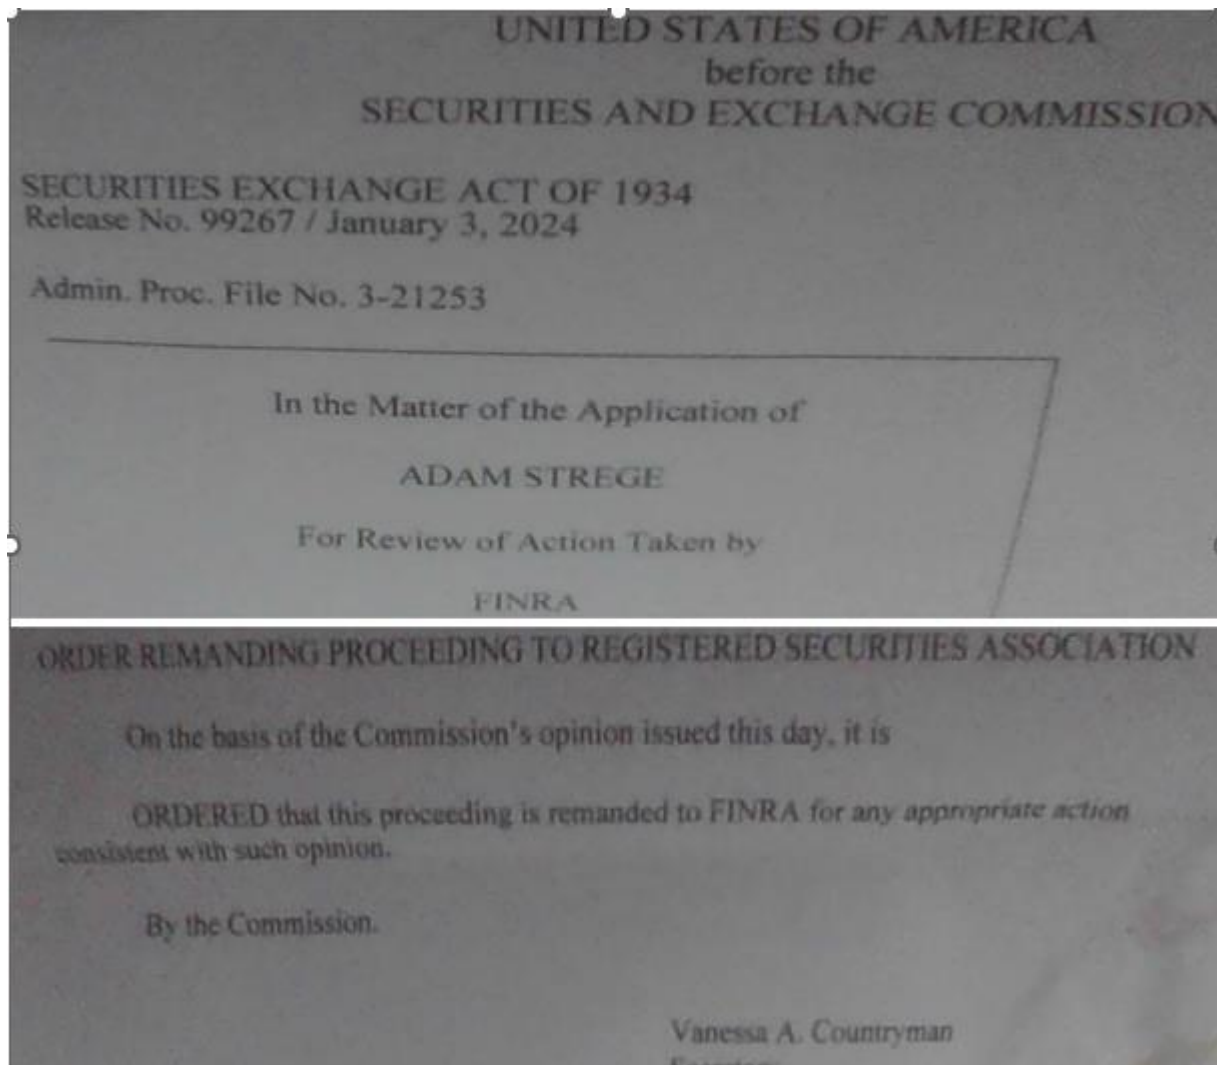 UNITED STATES OF AMERICA
before the
SECURITIES AND EXCHANGE COMMISSION
SECURITIES EXCHANGE ACT OF 1934
Release No. 99267 / January 3, 2024
Admin. Proc. File No. 3-21253
In the Matter of the Application of
ADAM STREGE
For Review of Action Taken by
FINRA
ORDER REMANDING PROCEEDING TO REGISTERED SECURITIES ASSOCIATION
On the basis of the Commission's opinion issued this day, it is
ORDERED that this proceeding is remanded to FINRA for any appropriate action
consistent with such opinion.
By the Commission.
Vanessa A. Countryman